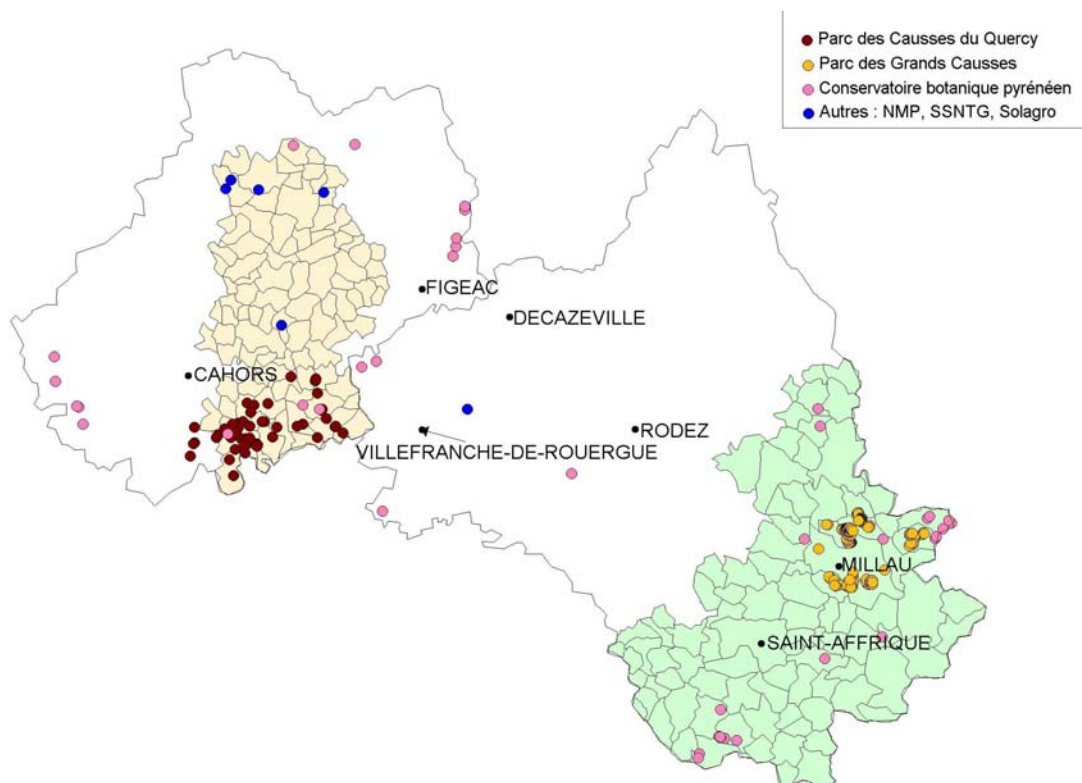 Parc des Causses du Quercy
Parc des Grands Causses
Conservatoire botanique pyrénéen
Autres : NMP, SSNTG, Solagro
FIGEAC
DECAZEVILLE
CAHORS
RODEZ
VILLEFRANCHE-DE-ROUERGUE
MILLAU
SAINT-AFFRIQUE